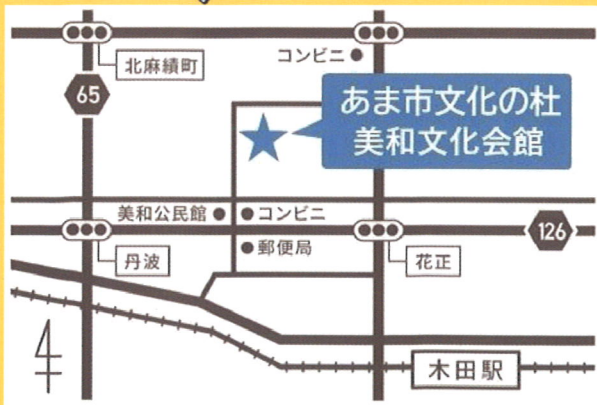 北麻績町
コンビニ
65
あま市文化の杜
美和文化会館
美和公民館
コンビニ
126
丹波
郵便局
花正
木田駅